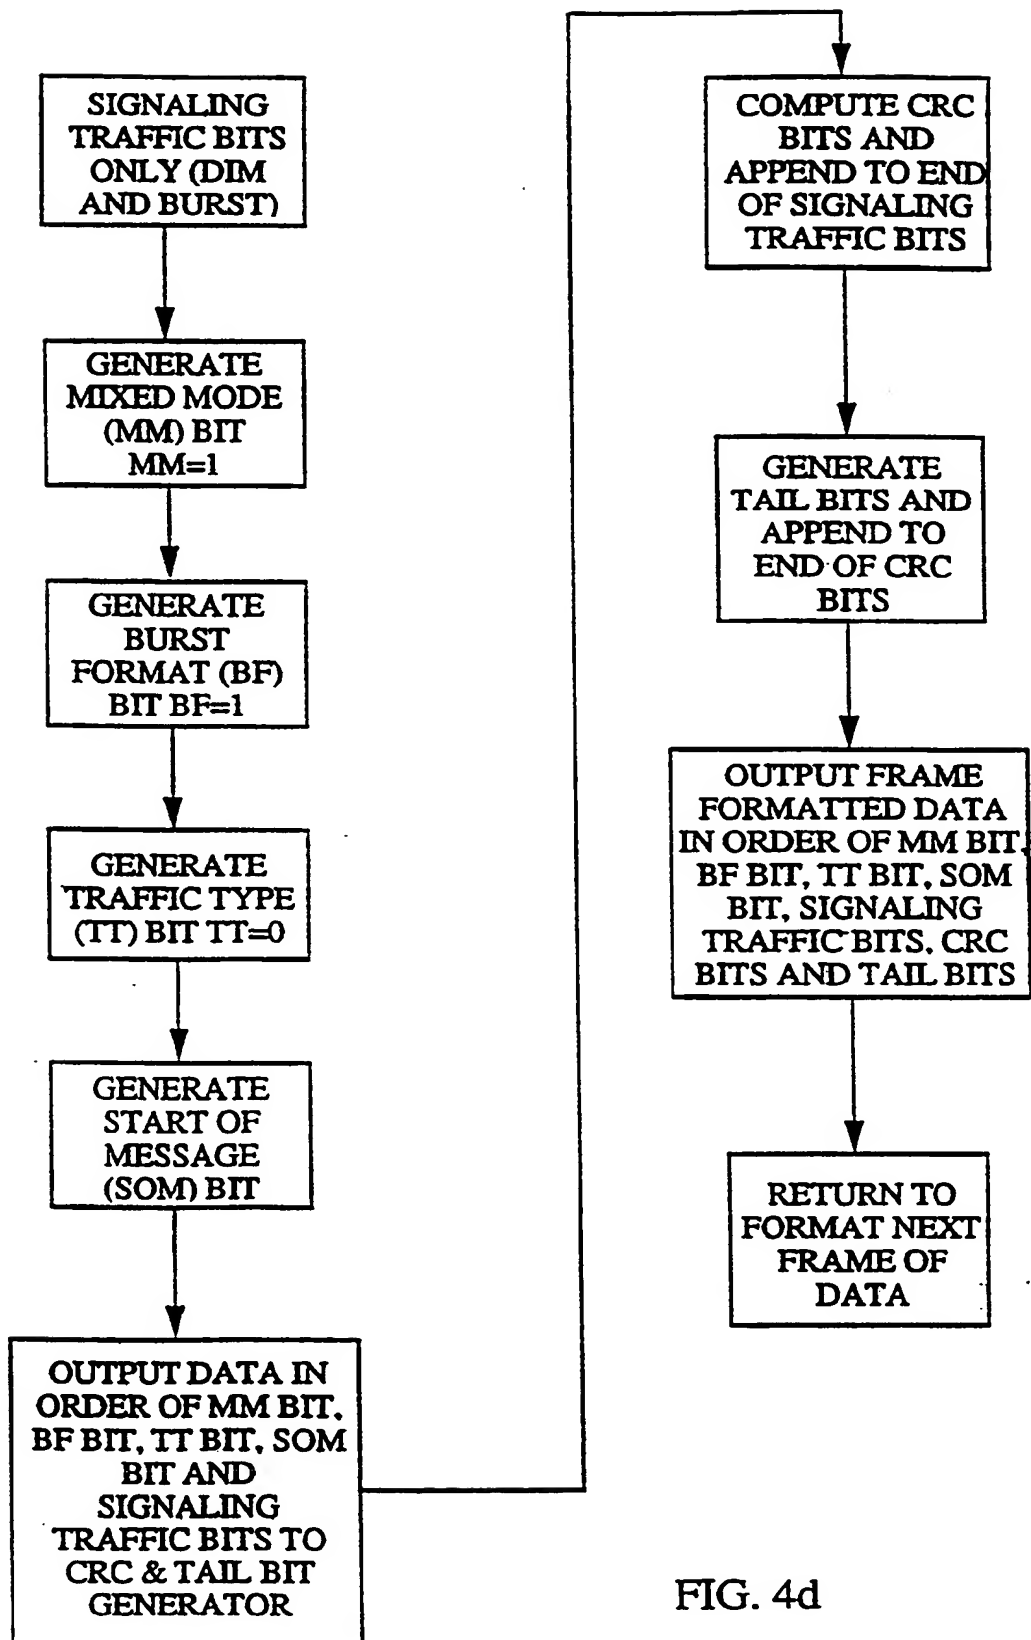 SIGNALING
TRAFFIC BITS
ONLY (DIM
AND BURST)
GENERATE
MIXED MODE
(MM) BIT
MM=1
GENERATE
BURST
FORMAT (BF)
BIT BF=1
GENERATE
TRAFFIC TYPE
(TT) BIT TT=0
GENERATE
START OF
MESSAGE
(SOM) BIT
OUTPUT DATA IN
ORDER OF MM BIT,
BF BIT, TT BIT, SOM
BIT AND
SIGNALING
TRAFFIC BITS TO
CRC & TAIL BIT
GENERATOR
COMPUTE CRC
BITS AND
APPEND TO END
OF SIGNALING
TRAFFIC BITS
GENERATE
TAIL BITS AND
APPEND TO
END OF CRC
BITS
OUTPUT FRAME
FORMATTED DATA
IN ORDER OF MM BIT,
BF BIT, TT BIT, SOM
BIT, SIGNALING
TRAFFIC BITS, CRC
BITS AND TAIL BITS
RETURN TO
FORMAT NEXT
FRAME OF
DATA
FIG. 4d